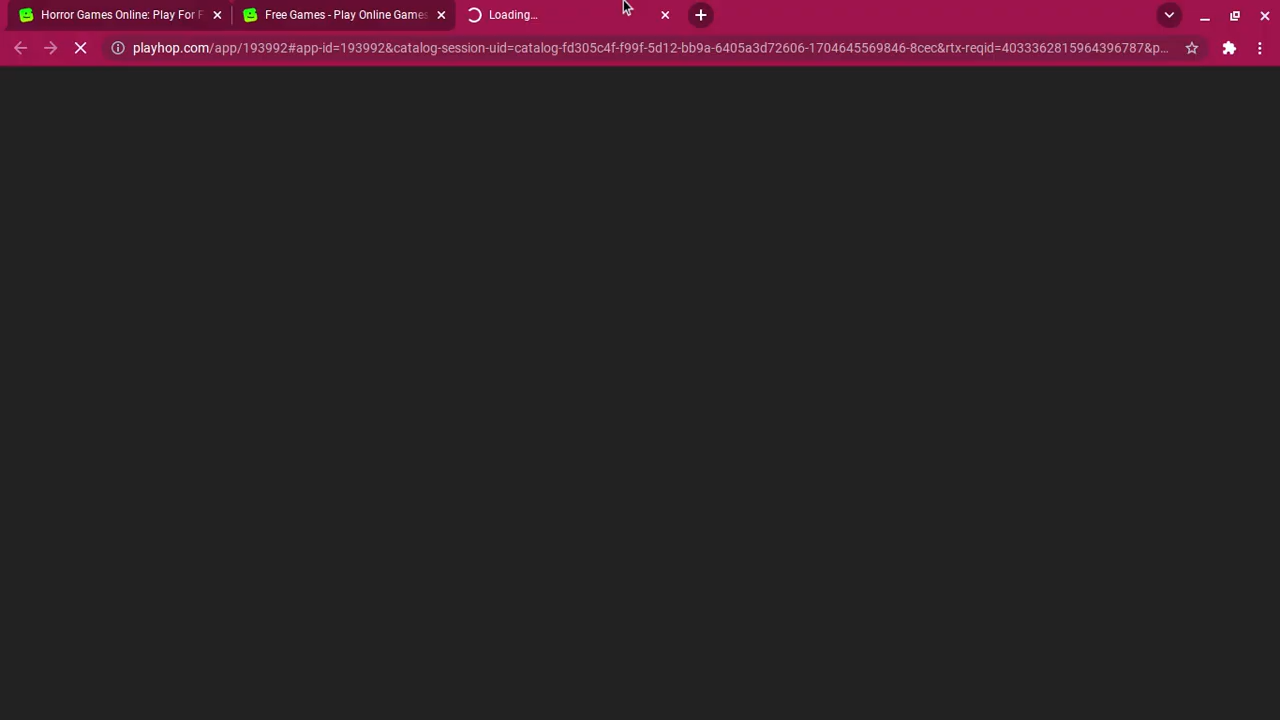 Horror Games Online: Play For F
Free Games - Play Online Games
Loading...
playhop.com/app/193992#app-id=193992&catalog-session-uid=catalog-fd305c4f-f99f-5d12-bb9a-6405a3d72606-1704645569846-8cec&rtx-reqid=4033362815964396787&p...